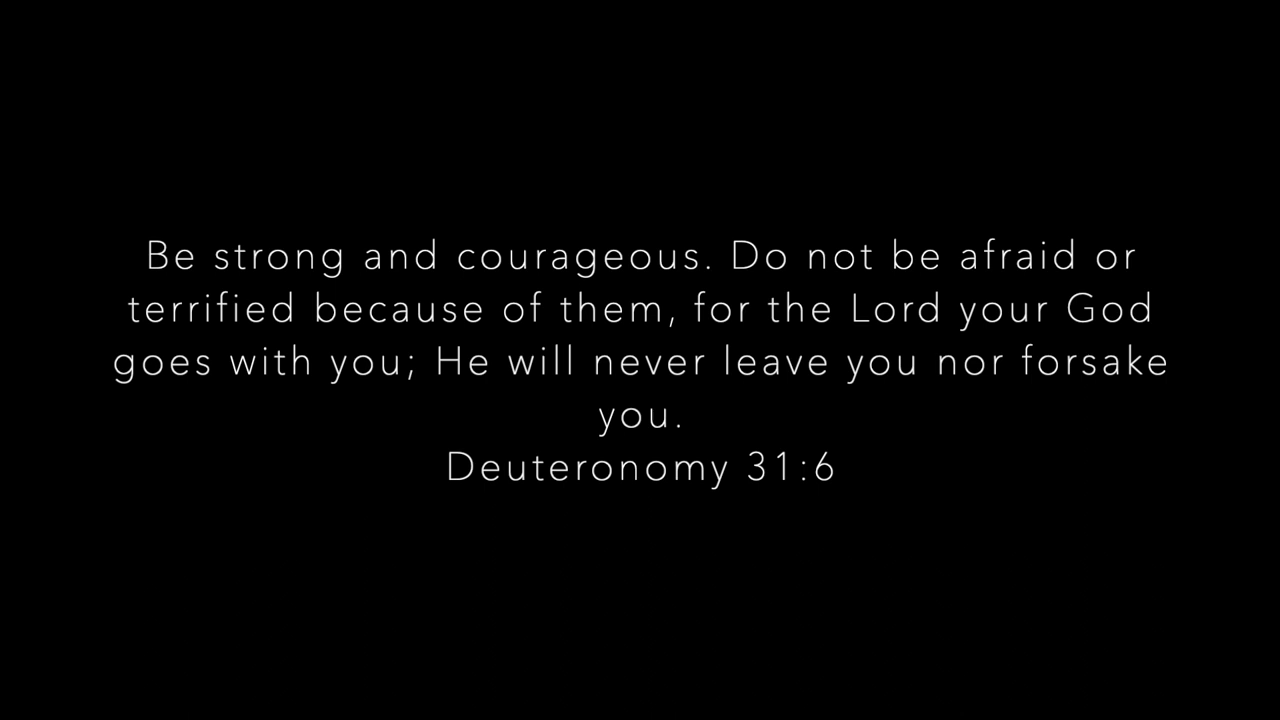 Be strong and courageous. Do not be afraid or
terrified because of them, for the Lord your God
goes with you; He will never leave you nor forsake
you.
Deuteronomy 31:6